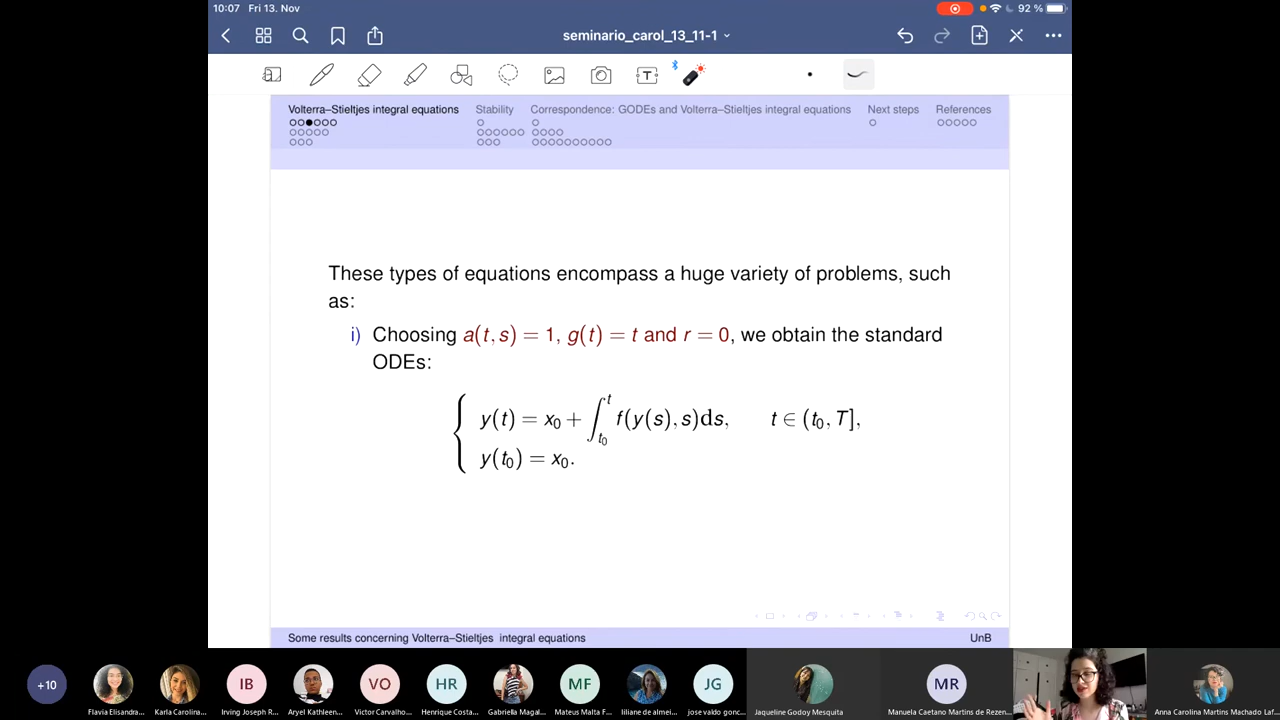 10:07 Fri 13. Nov
92 %
seminario_carol_13_11-1
T
Volterra–Stieltjes integral equations Stability Correspondence: GODEs and Volterra–Stieltjes integral equations Next steps References
These types of equations encompass a huge variety of problems, such
as:
i) Choosing a(t, s) = 1, g(t) = t and r = 0, we obtain the standard
ODEs:
y(t) = x₀ + ∫_{t₀}^{t} f(y(s), s)ds, t ∈ (t₀, T],
y(t₀) = x₀.
Some results concerning Volterra–Stieltjes integral equations UnB
+10 IB VO HR MF JG MR
Flavia Elisandra... Karla Carolina... Irving Joseph R... Aryel Kathleen... Victor Carvalho... Henrique Costa... Gabriella Magal... Mateus Malta F... liliane de almei... jose valdo gonc... Jaqueline Godoy Mesquita Manuela Caetano Martins de Rezen... Anna Carolina Martins Machado Laf...